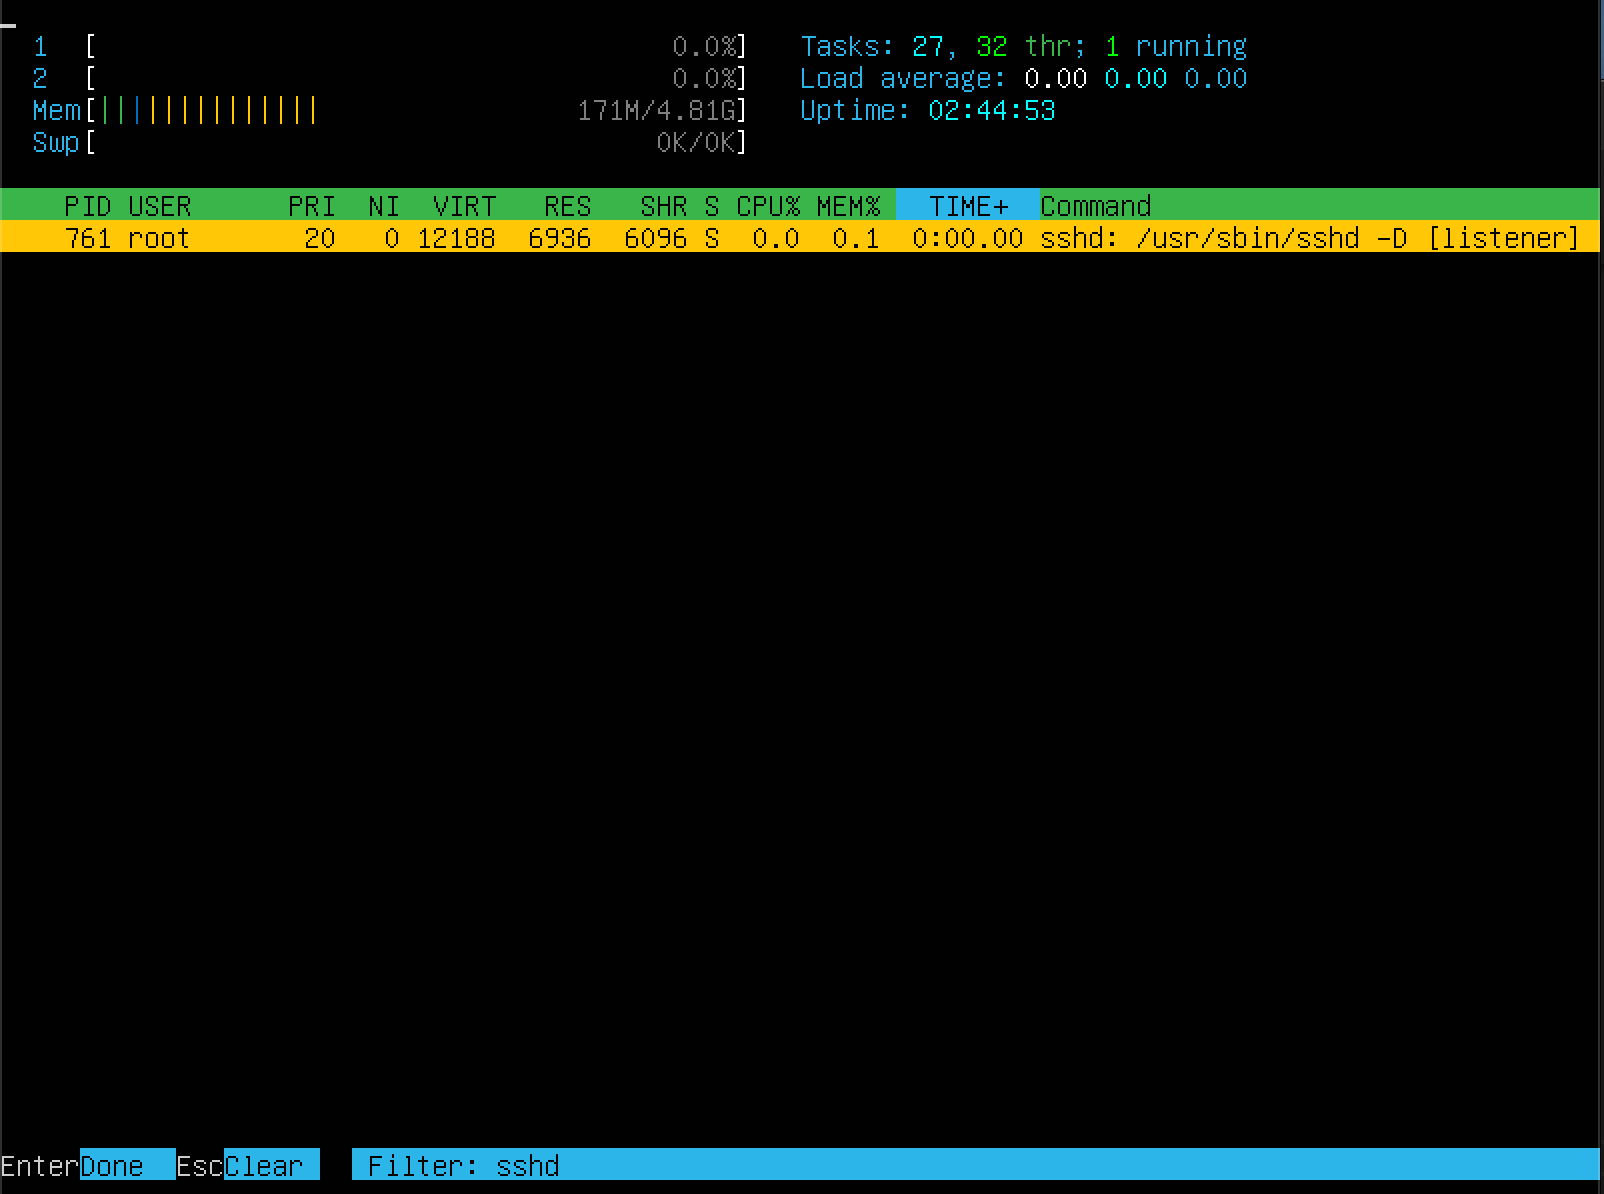 1 [ 0.0%] Tasks: 27, 32 thr; 1 running
2 [ 0.0%] Load average: 0.00 0.00 0.00
Mem[|||||||||||||| 171M/4.81G] Uptime: 02:44:53
Swp[ 0K/0K]
PID USER PRI NI VIRT RES SHR S CPU% MEM% TIME+ Command
761 root 20 0 12188 6936 6096 S 0.0 0.1 0:00.00 sshd: /usr/sbin/sshd -D [listener]
EnterDone EscClear Filter: sshd